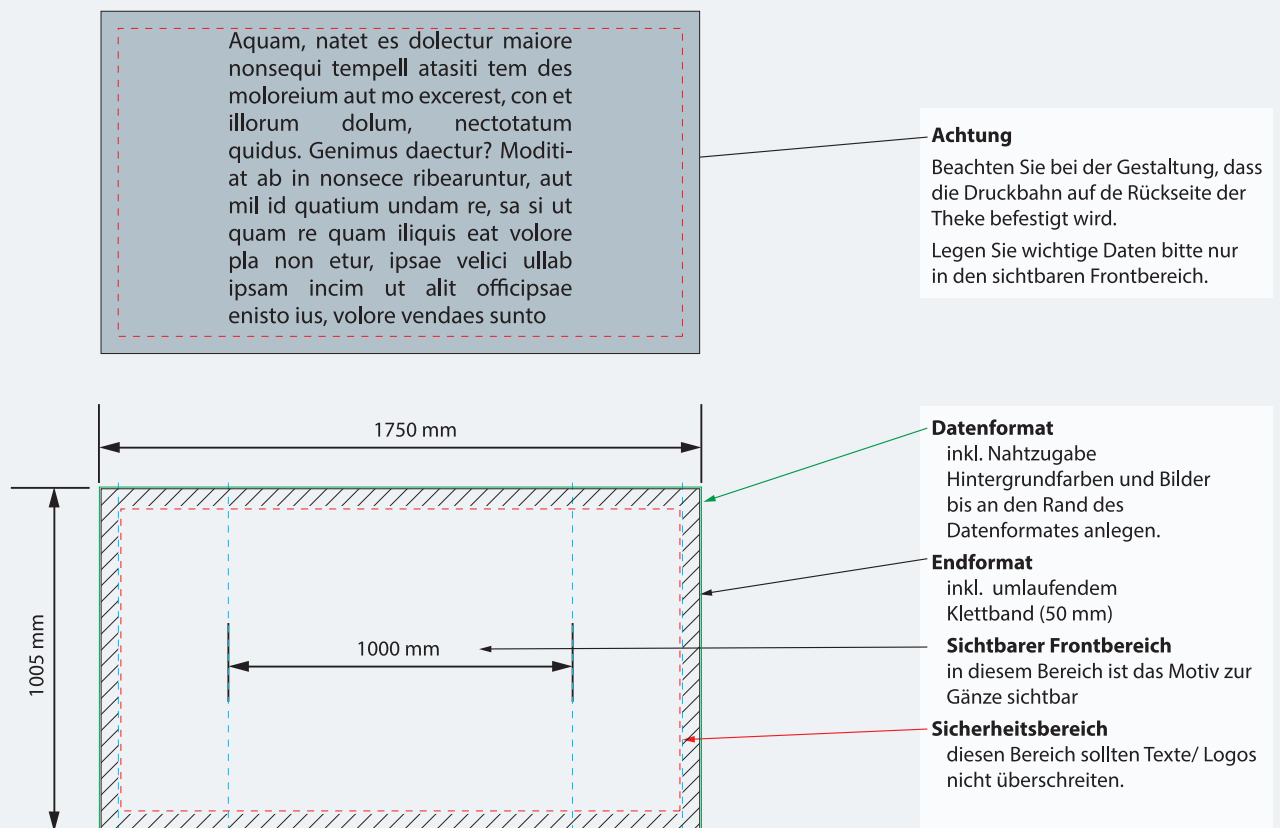 Aquam, natet es dolectur maiore
nonsequi tempell atasiti tem des
moloreium aut mo excerest, con et
illorum dolum, nectotatum
quidus. Genimus daectur? Moditi-
at ab in nonsece ribearuntur, aut
mil id quatium undam re, sa si ut
quam re quam iliquis eat volore
pla non etur, ipsae velici ullab
ipsam incim ut alit officipsae
enisto ius, volore vendaes sunto
Achtung
Beachten Sie bei der Gestaltung, dass
die Druckbahn auf de Rückseite der
Theke befestigt wird.
Legen Sie wichtige Daten bitte nur
in den sichtbaren Frontbereich.
1750 mm
1005 mm
1000 mm
Datenformat
inkl. Nahtzugabe
Hintergrundfarben und Bilder
bis an den Rand des
Datenformates anlegen.
Endformat
inkl. umlaufendem
Klettband (50 mm)
Sichtbarer Frontbereich
in diesem Bereich ist das Motiv zur
Gänze sichtbar
Sicherheitsbereich
diesen Bereich sollten Texte/ Logos
nicht überschreiten.